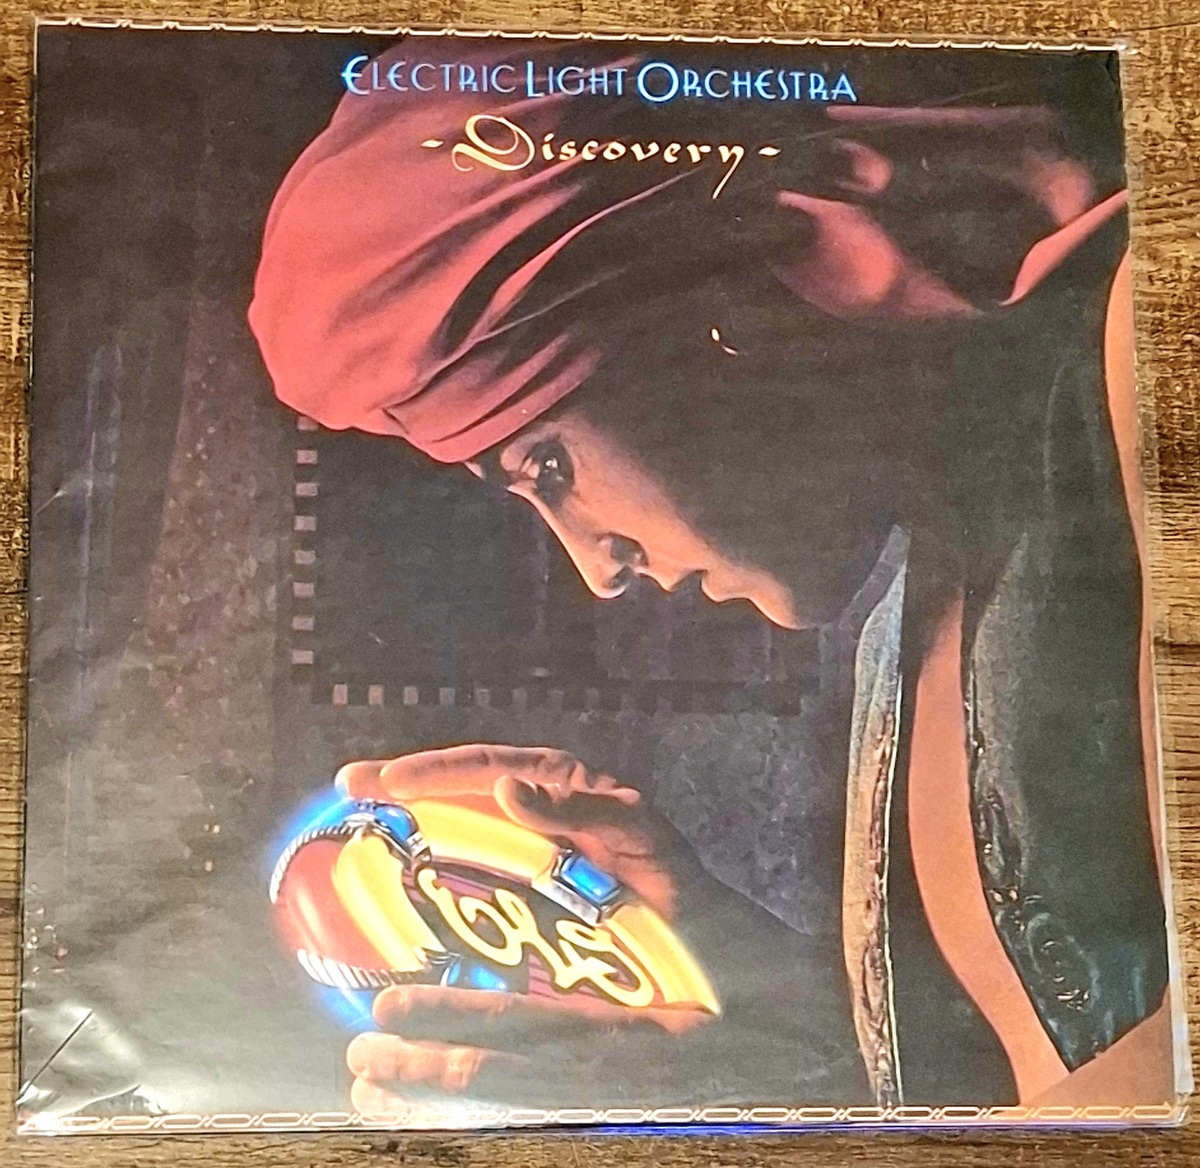 ELECTRIC LIGHT ORCHESTRA
-Discovery-
ELO